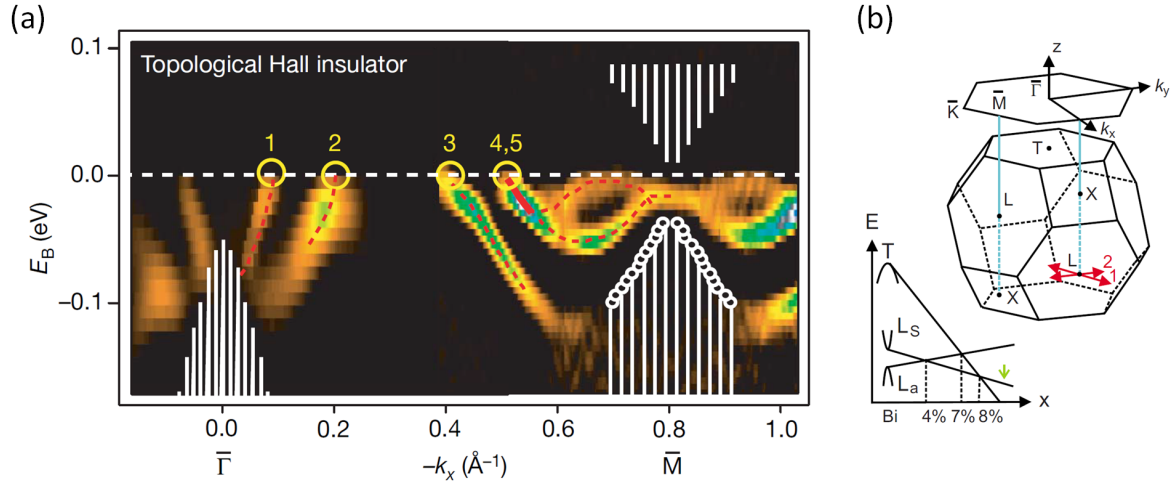 (a)
0.1
Topological Hall insulator
1
2
3
4,5
0.0
E_B (eV)
−0.1
0.0
0.2
0.4
0.6
0.8
1.0
Γ̅
−k_x (Å⁻¹)
M̅
(b)
z
Γ̅
k_y
M̅
K̅
k_x
T
X
L
L
2
1
X
E
T
L_S
L_a
x
Bi
4%
7%
8%